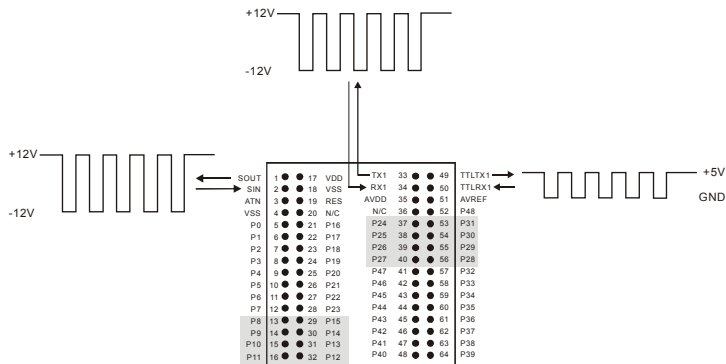 +12V
-12V
+12V
-12V
+5V
GND
SOUT 1 17 VDD TX1 33 49 TTLTX1
SIN 2 18 VSS RX1 34 50 TTLRX1
ATN 3 19 RES AVDD 35 51 AVREF
VSS 4 20 N/C N/C 36 52 P48
P0 5 21 P16 P24 37 53 P31
P1 6 22 P17 P25 38 54 P30
P2 7 23 P18 P26 39 55 P29
P3 8 24 P19 P27 40 56 P28
P4 9 25 P20 P47 41 57 P32
P5 10 26 P21 P46 42 58 P33
P6 11 27 P22 P45 43 59 P34
P7 12 28 P23 P44 44 60 P35
P8 13 29 P15 P43 45 61 P36
P9 14 30 P14 P42 46 62 P37
P10 15 31 P13 P41 47 63 P38
P11 16 32 P12 P40 48 64 P39